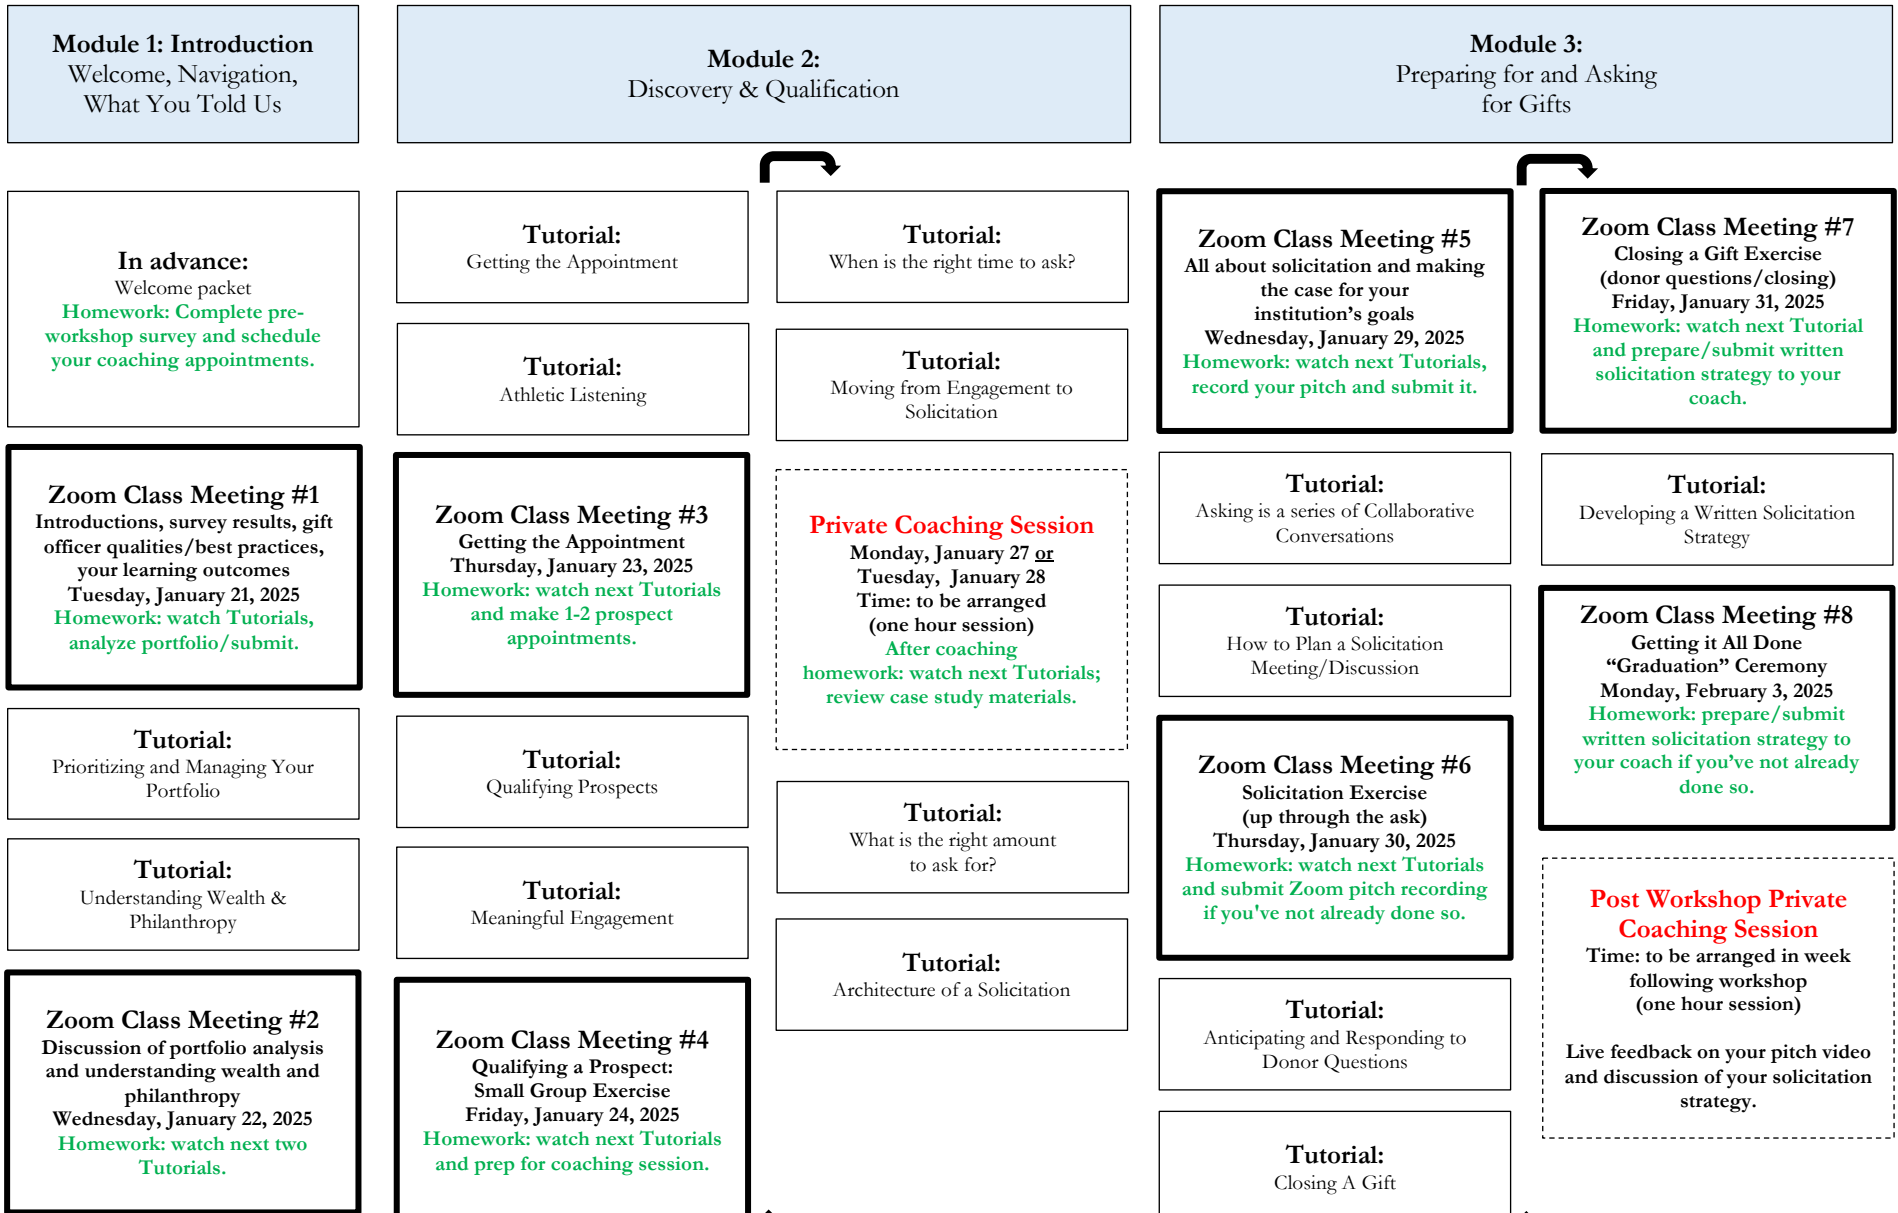 Module 1: Introduction
Welcome, Navigation,
What You Told Us
In advance:
Welcome packet
Homework: Complete pre-
workshop survey and schedule
your coaching appointments.
Zoom Class Meeting #1
Introductions, survey results, gift
officer qualities/best practices,
your learning outcomes
Tuesday, January 21, 2025
Homework: watch Tutorials,
analyze portfolio/submit.
Tutorial:
Prioritizing and Managing Your
Portfolio
Tutorial:
Understanding Wealth &
Philanthropy
Zoom Class Meeting #2
Discussion of portfolio analysis
and understanding wealth and
philanthropy
Wednesday, January 22, 2025
Homework: watch next two
Tutorials.
Module 2:
Discovery & Qualification
Tutorial:
Getting the Appointment
Tutorial:
Athletic Listening
Zoom Class Meeting #3
Getting the Appointment
Thursday, January 23, 2025
Homework: watch next Tutorials
and make 1-2 prospect
appointments.
Tutorial:
Qualifying Prospects
Tutorial:
Meaningful Engagement
Zoom Class Meeting #4
Qualifying a Prospect:
Small Group Exercise
Friday, January 24, 2025
Homework: watch next Tutorials
and prep for coaching session.
Tutorial:
When is the right time to ask?
Tutorial:
Moving from Engagement to
Solicitation
Private Coaching Session
Monday, January 27 or
Tuesday, January 28
Time: to be arranged
(one hour session)
After coaching
homework: watch next Tutorials;
review case study materials.
Tutorial:
What is the right amount
to ask for?
Tutorial:
Architecture of a Solicitation
Module 3:
Preparing for and Asking
for Gifts
Zoom Class Meeting #5
All about solicitation and making
the case for your
institution’s goals
Wednesday, January 29, 2025
Homework: watch next Tutorials,
record your pitch and submit it.
Tutorial:
Asking is a series of Collaborative
Conversations
Tutorial:
How to Plan a Solicitation
Meeting/Discussion
Zoom Class Meeting #6
Solicitation Exercise
(up through the ask)
Thursday, January 30, 2025
Homework: watch next Tutorials
and submit Zoom pitch recording
if you've not already done so.
Tutorial:
Anticipating and Responding to
Donor Questions
Tutorial:
Closing A Gift
Zoom Class Meeting #7
Closing a Gift Exercise
(donor questions/closing)
Friday, January 31, 2025
Homework: watch next Tutorial
and prepare/submit written
solicitation strategy to your
coach.
Tutorial:
Developing a Written Solicitation
Strategy
Zoom Class Meeting #8
Getting it All Done
“Graduation” Ceremony
Monday, February 3, 2025
Homework: prepare/submit
written solicitation strategy to
your coach if you’ve not already
done so.
Post Workshop Private
Coaching Session
Time: to be arranged in week
following workshop
(one hour session)
Live feedback on your pitch video
and discussion of your solicitation
strategy.